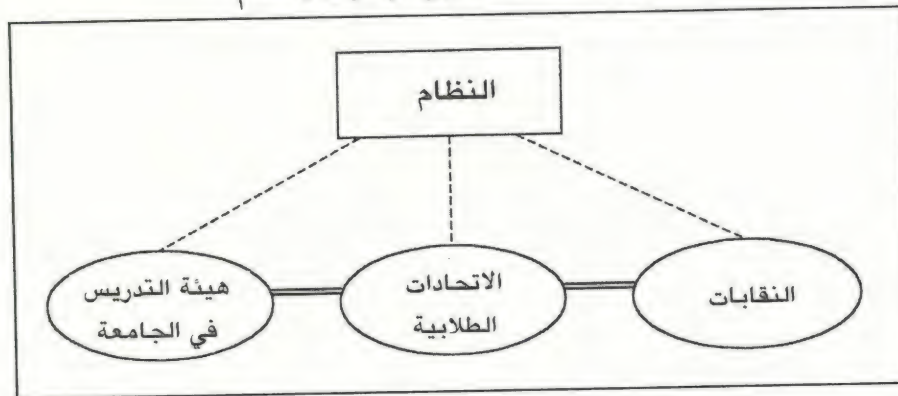 النظام
النقابات
الاتحادات
الطلابية
هيئة التدريس
في الجامعة